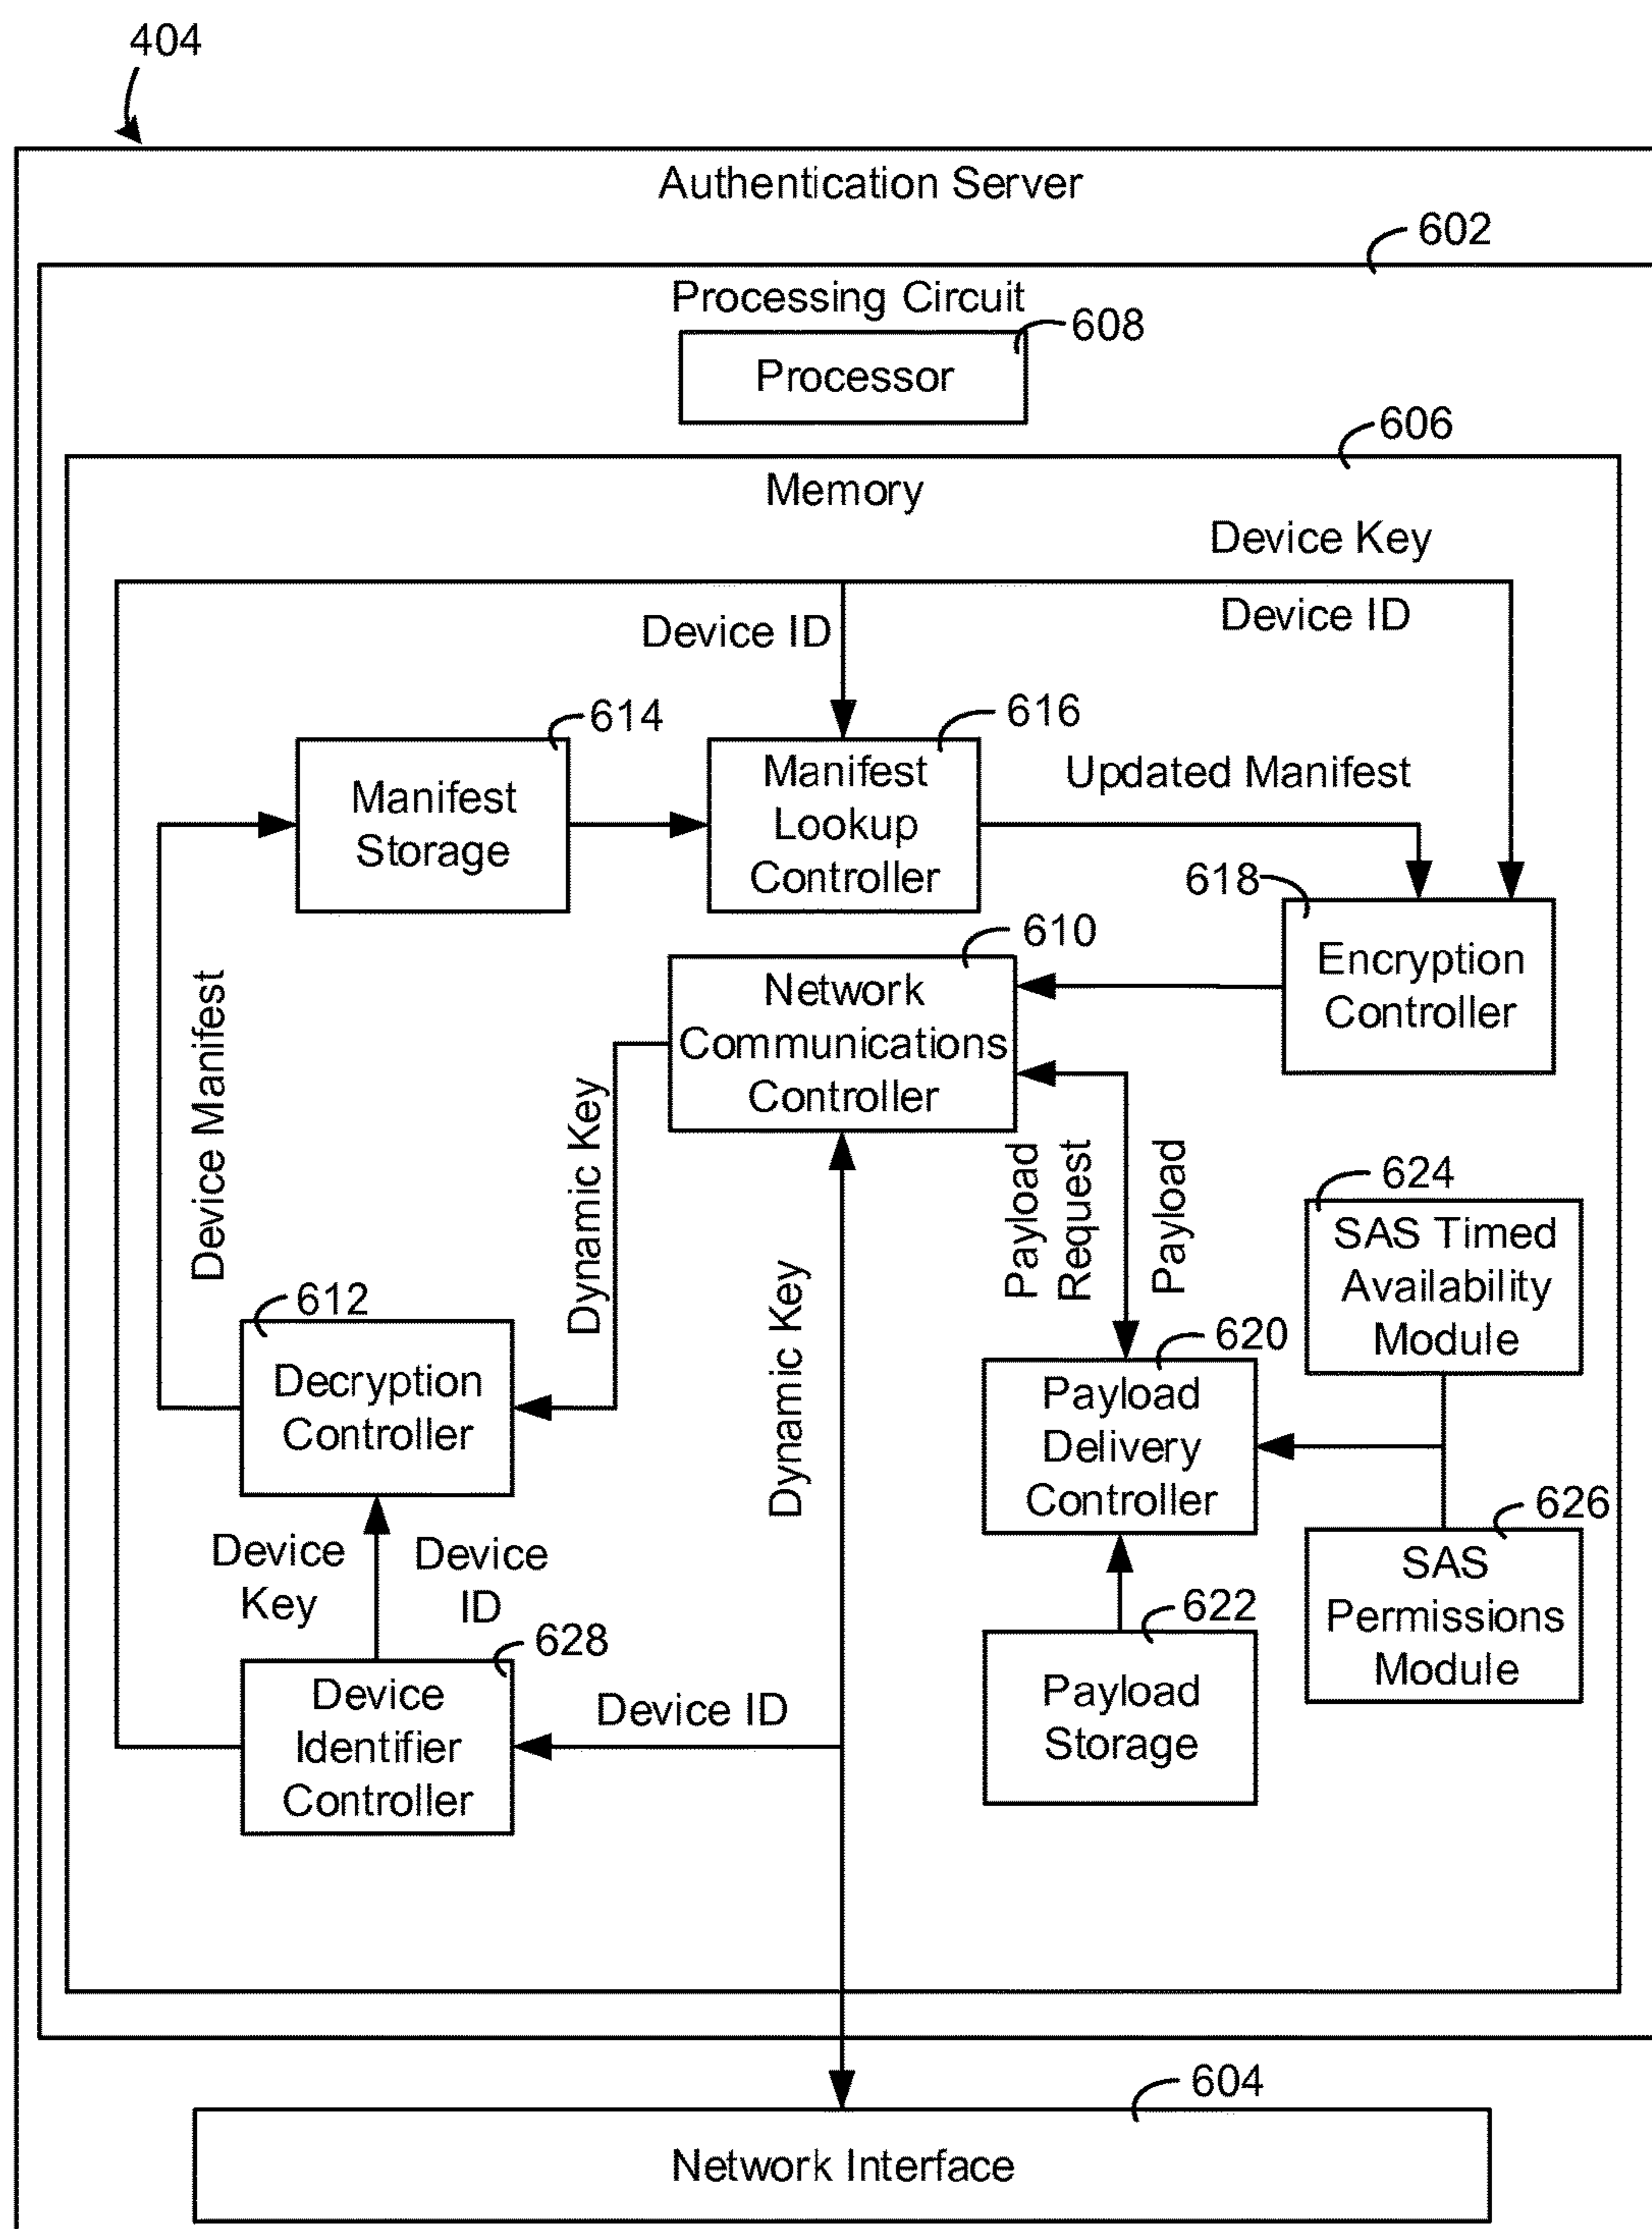 404
Authentication Server
602
Processing Circuit
608
Processor
606
Memory
Device Key
Device ID
Device ID
614
616
Manifest
Storage
Manifest
Lookup
Controller
Updated Manifest
618
610
Encryption
Controller
Network
Communications
Controller
Device Manifest
Dynamic Key
Dynamic Key
Payload
Request
Payload
624
SAS Timed
Availability
Module
612
620
Decryption
Controller
Payload
Delivery
Controller
626
Device
Key
Device
ID
SAS
Permissions
Module
628
622
Device
Identifier
Controller
Device ID
Payload
Storage
604
Network Interface